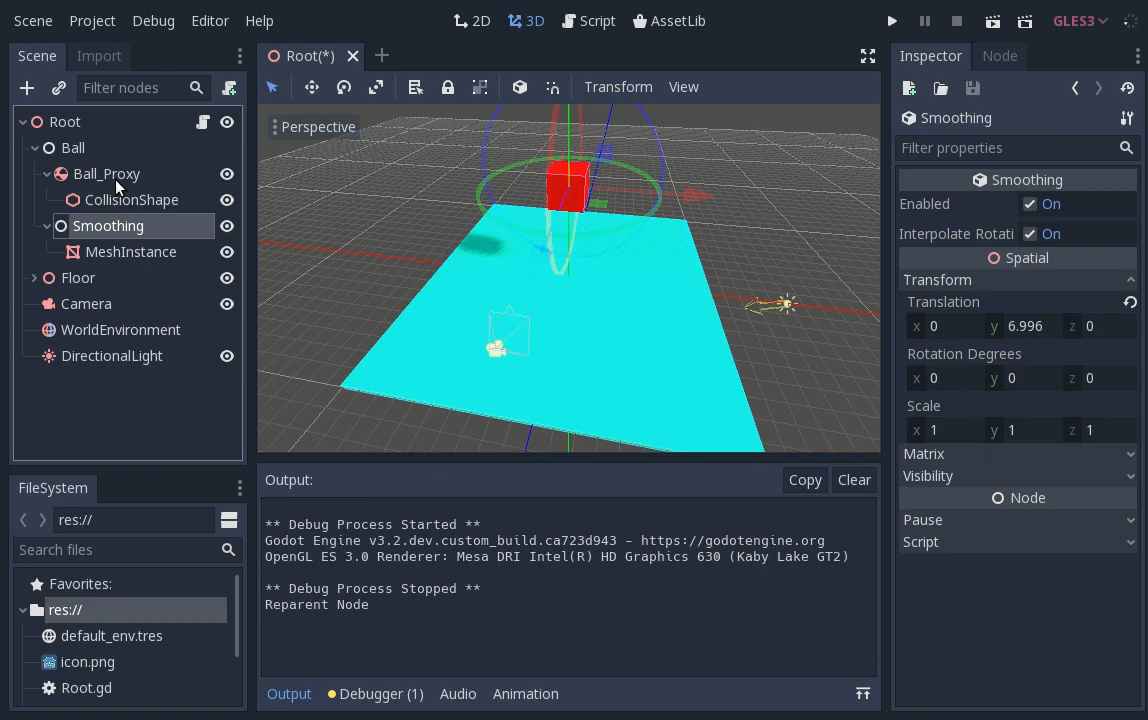 Scene Project Debug Editor Help
2D 3D Script AssetLib
GLES3
Scene Import
Filter nodes
Root
Ball
Ball_Proxy
CollisionShape
Smoothing
MeshInstance
Floor
Camera
WorldEnvironment
DirectionalLight
FileSystem
res://
Search files
Favorites:
res://
default_env.tres
icon.png
Root.gd
Root(*)
Transform View
Perspective
Output:
Copy Clear
** Debug Process Started **
Godot Engine v3.2.dev.custom_build.ca723d943 - https://godotengine.org
OpenGL ES 3.0 Renderer: Mesa DRI Intel(R) HD Graphics 630 (Kaby Lake GT2)
** Debug Process Stopped **
Reparent Node
Output Debugger (1) Audio Animation
Inspector Node
Smoothing
Filter properties
Smoothing
Enabled On
Interpolate Rotati On
Spatial
Transform
Translation
x 0 y 6.996 z 0
Rotation Degrees
x 0 y 0 z 0
Scale
x 1 y 1 z 1
Matrix
Visibility
Node
Pause
Script